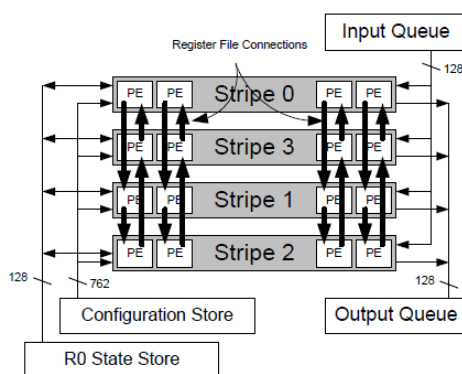 Input Queue
Register File Connections
128
PE PE Stripe 0 PE PE
PE PE Stripe 3 PE PE
PE PE Stripe 1 PE PE
PE PE Stripe 2 PE PE
128 762 128
Configuration Store Output Queue
R0 State Store